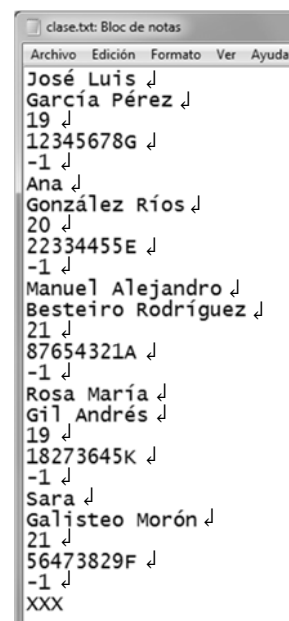 clase.txt: Bloc de notas
Archivo Edición Formato Ver Ayuda
José Luis ↲
García Pérez ↲
19 ↲
12345678G ↲
-1 ↲
Ana ↲
González Ríos ↲
20 ↲
22334455E ↲
-1 ↲
Manuel Alejandro ↲
Besteiro Rodríguez ↲
21 ↲
87654321A ↲
-1 ↲
Rosa María ↲
Gil Andrés ↲
19 ↲
18273645K ↲
-1 ↲
Sara ↲
Galisteo Morón ↲
21 ↲
56473829F ↲
-1 ↲
XXX